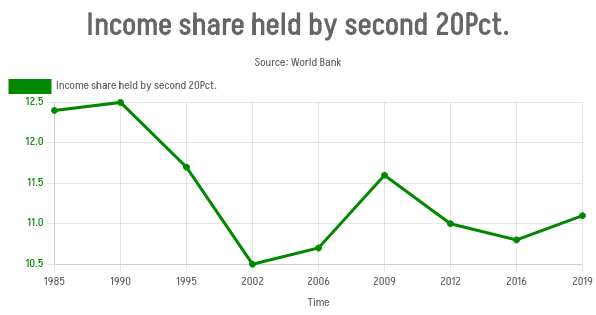 Income share held by second 20Pct.
Source: World Bank
Income share held by second 20Pct.
12.5
12.0
11.5
11.0
10.5
1985 1990 1995 2002 2006 2009 2012 2016 2019
Time